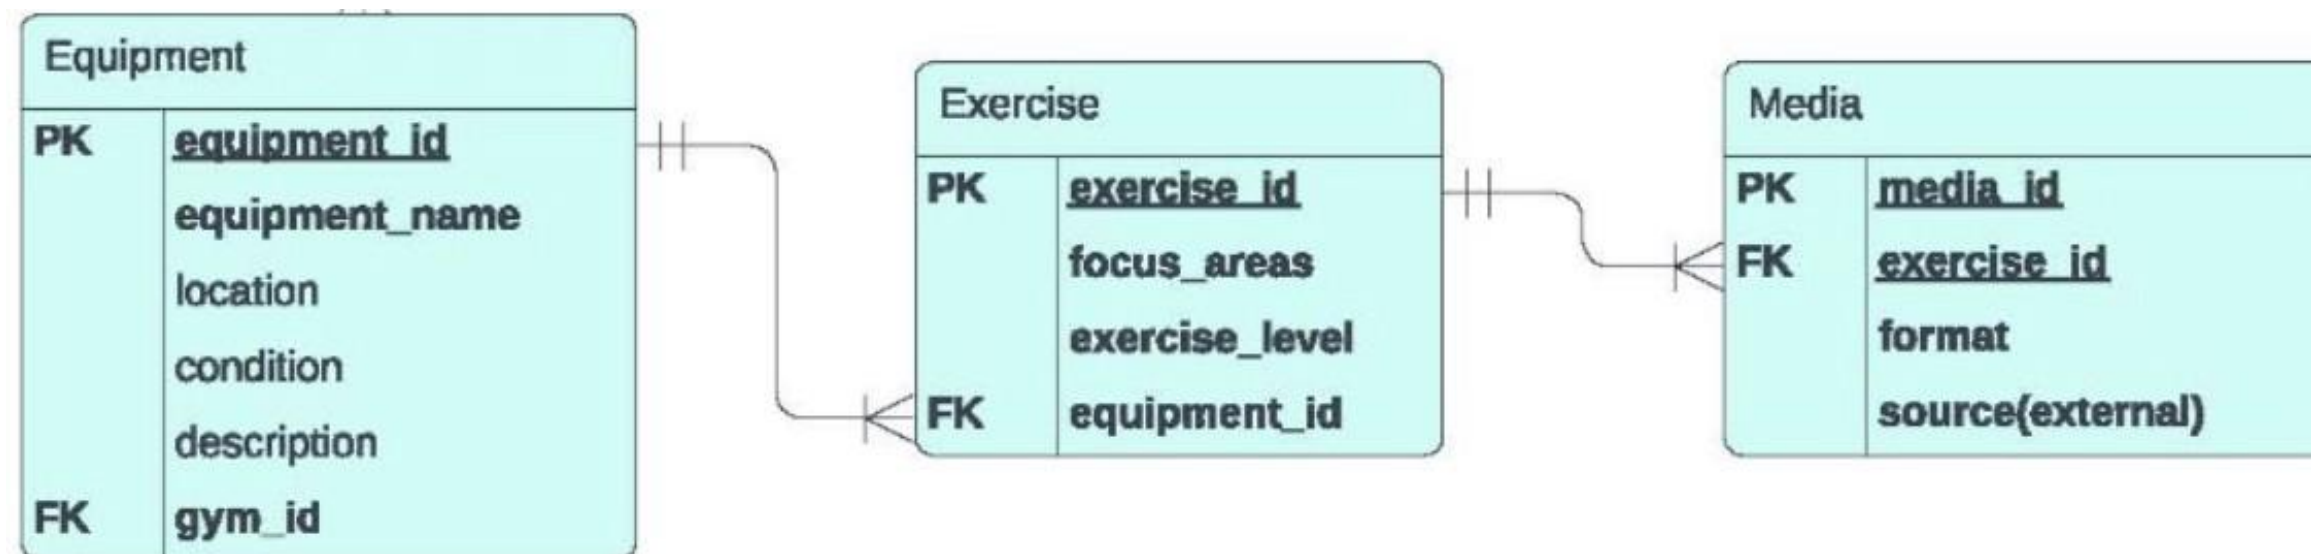 Equipment
PK equipment_id
equipment_name
location
condition
description
FK gym_id
Exercise
PK exercise_id
focus_areas
exercise_level
FK equipment_id
Media
PK media_id
FK exercise_id
format
source(external)